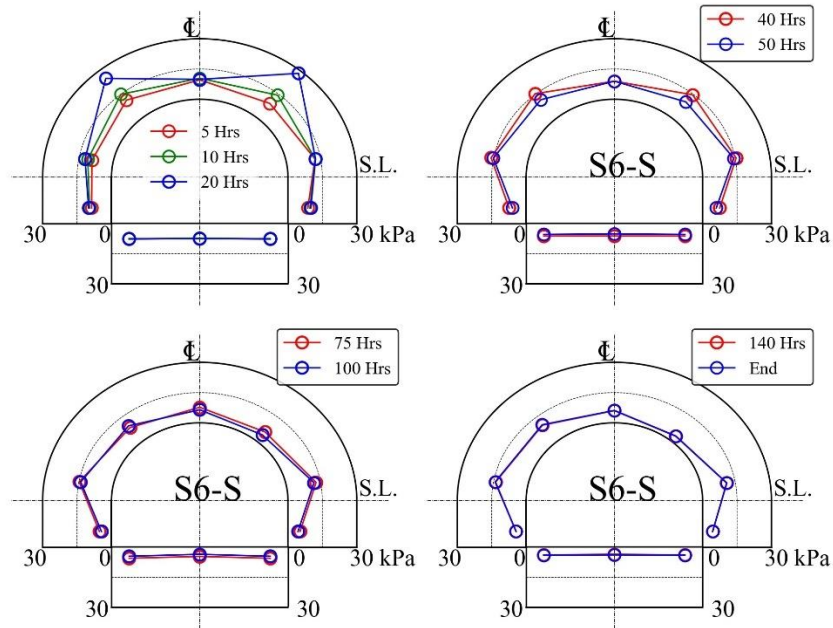 ℄
5 Hrs
10 Hrs
20 Hrs
S.L.
30 0 0 30 kPa
30 30
℄
40 Hrs
50 Hrs
S6-S
S.L.
30 0 0 30 kPa
30 30
℄
75 Hrs
100 Hrs
S6-S
S.L.
30 0 0 30 kPa
30 30
℄
140 Hrs
End
S6-S
S.L.
30 0 0 30 kPa
30 30